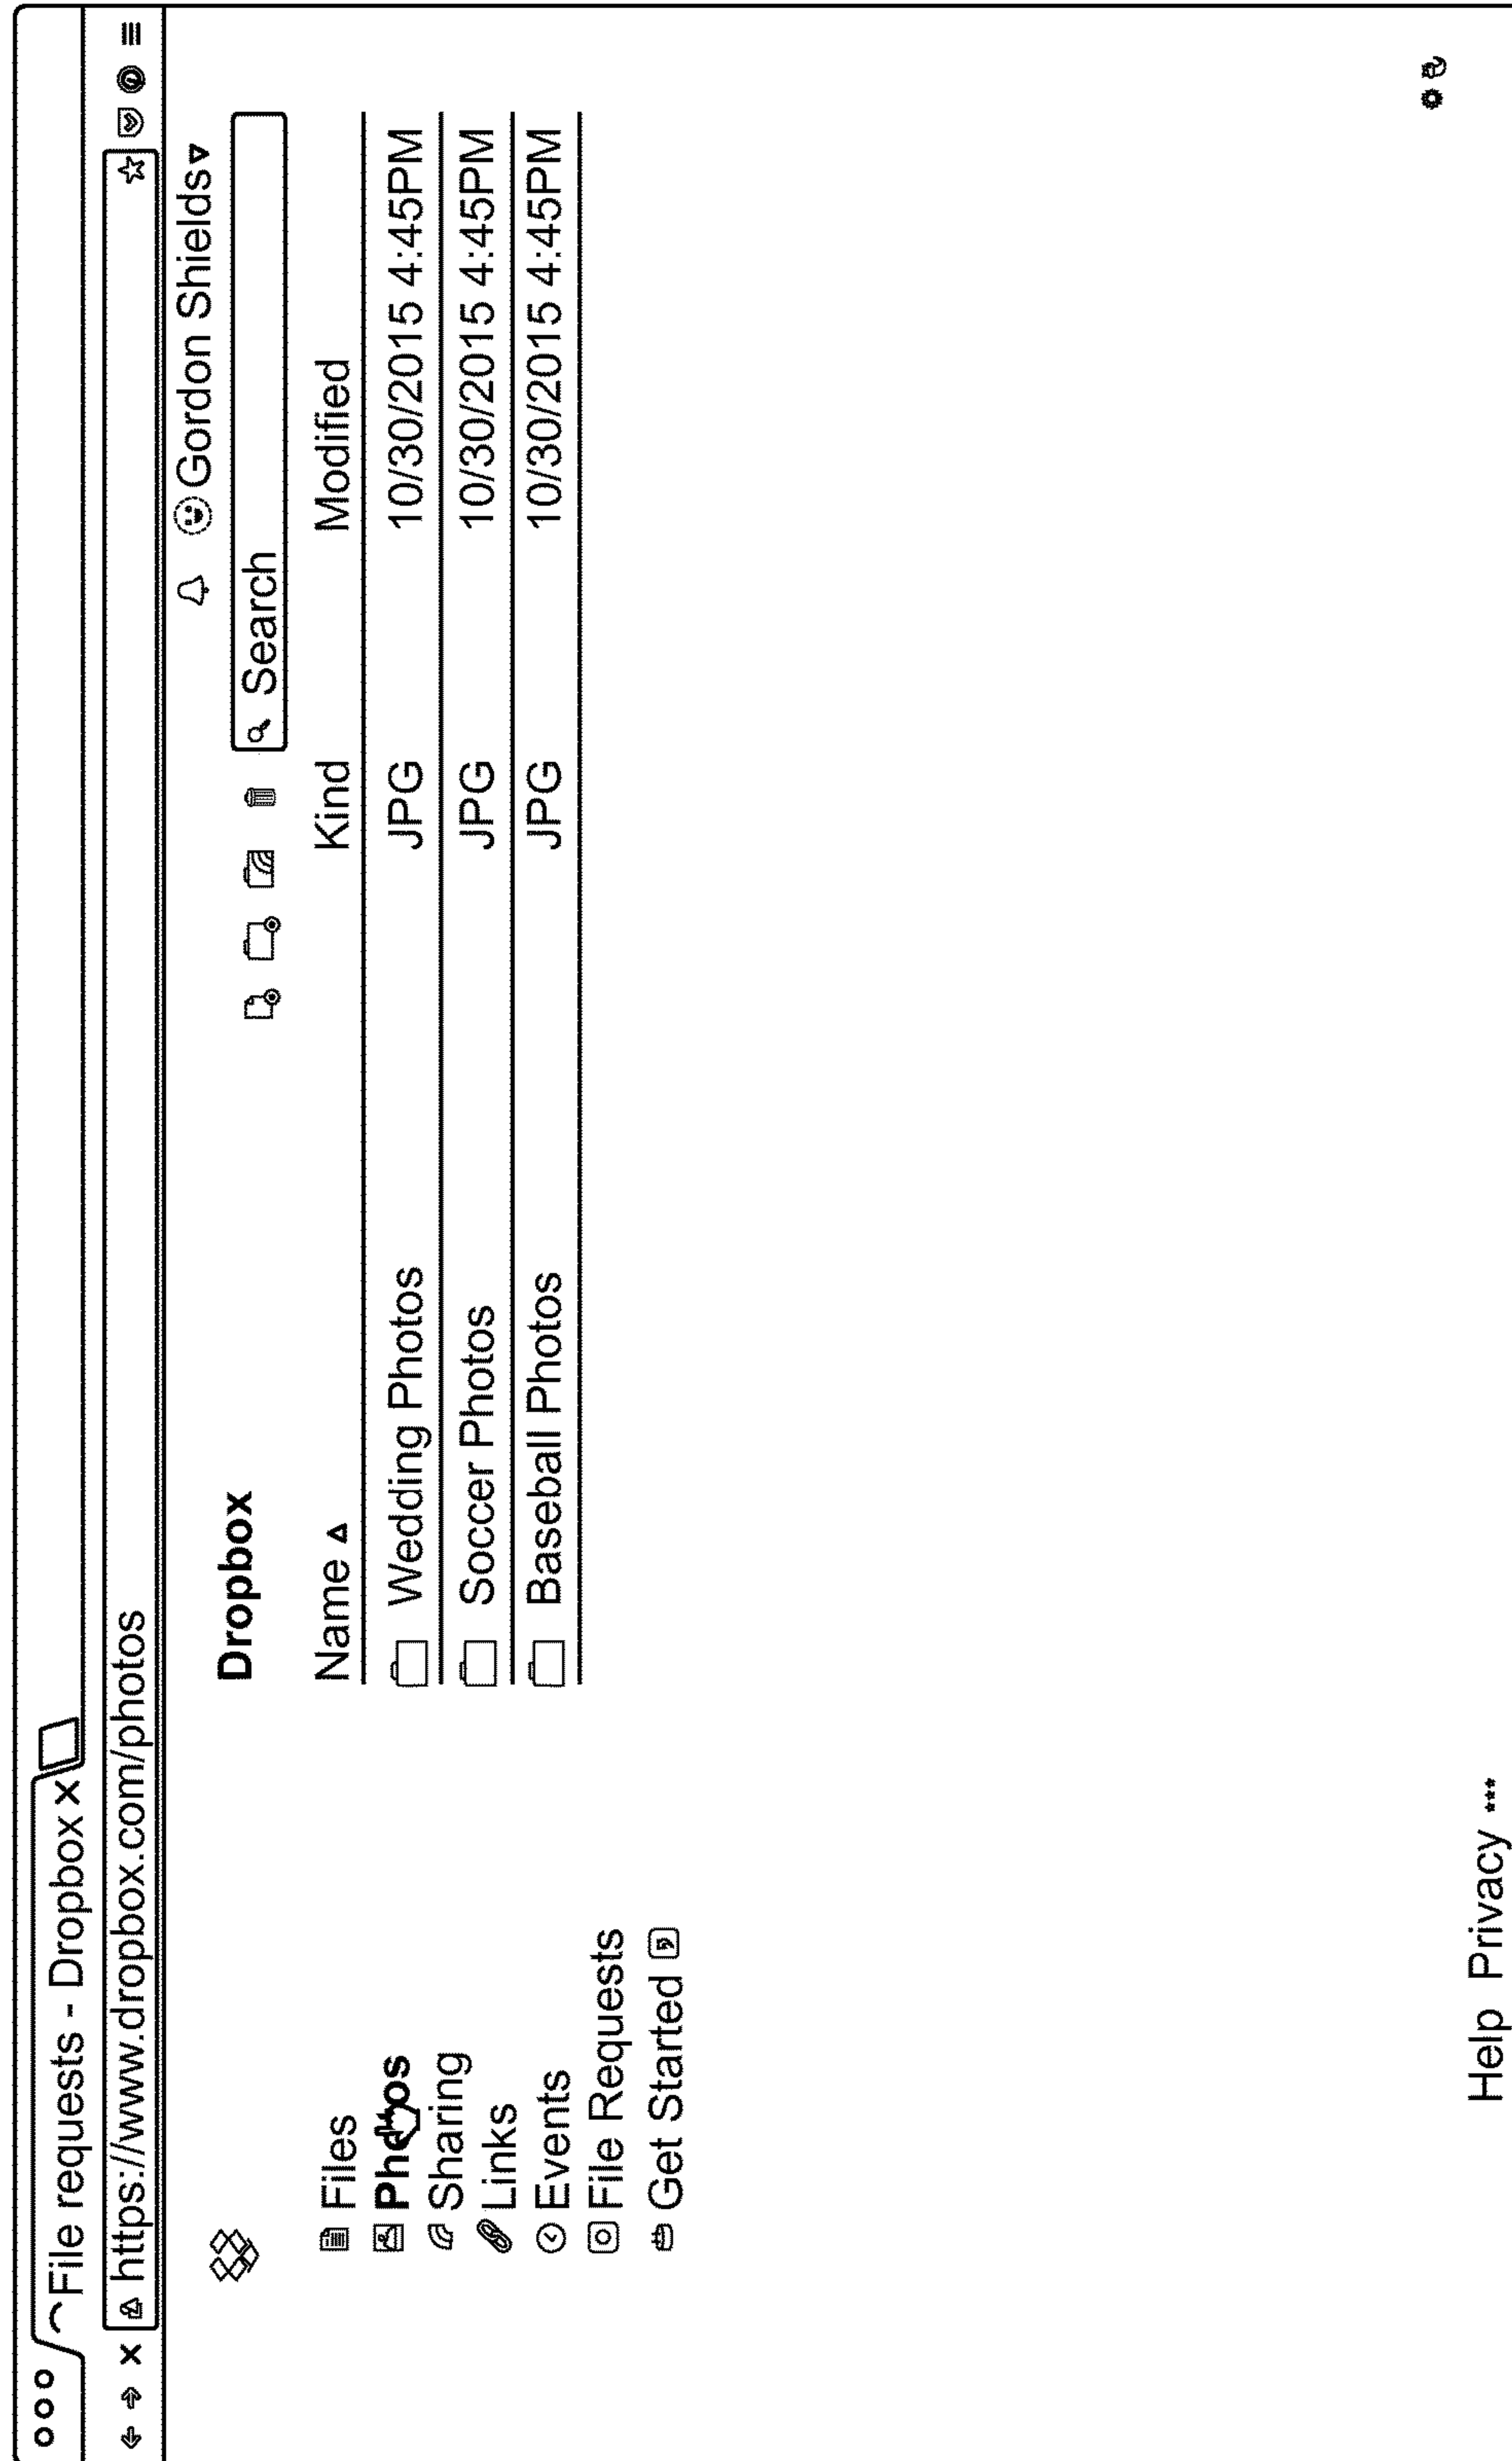 File requests - Dropbox
https://www.dropbox.com/photos
Gordon Shields
Dropbox
Search
Name Kind Modified
Wedding Photos JPG 10/30/2015 4:45PM
Soccer Photos JPG 10/30/2015 4:45PM
Baseball Photos JPG 10/30/2015 4:45PM
Files
Photos
Sharing
Links
Events
File Requests
Get Started
Help Privacy ***